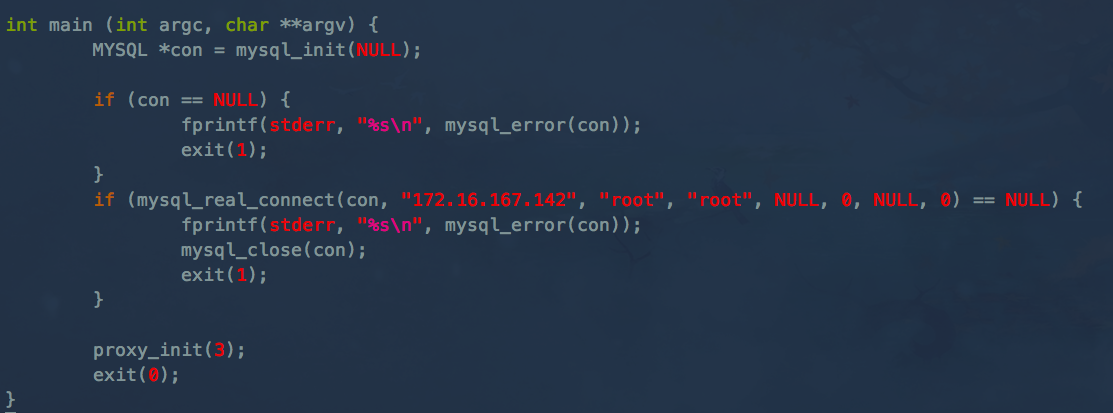 int main (int argc, char **argv) {
        MYSQL *con = mysql_init(NULL);

        if (con == NULL) {
                fprintf(stderr, "%s\n", mysql_error(con));
                exit(1);
        }
        if (mysql_real_connect(con, "172.16.167.142", "root", "root", NULL, 0, NULL, 0) == NULL) {
                fprintf(stderr, "%s\n", mysql_error(con));
                mysql_close(con);
                exit(1);
        }

        proxy_init(3);
        exit(0);
}